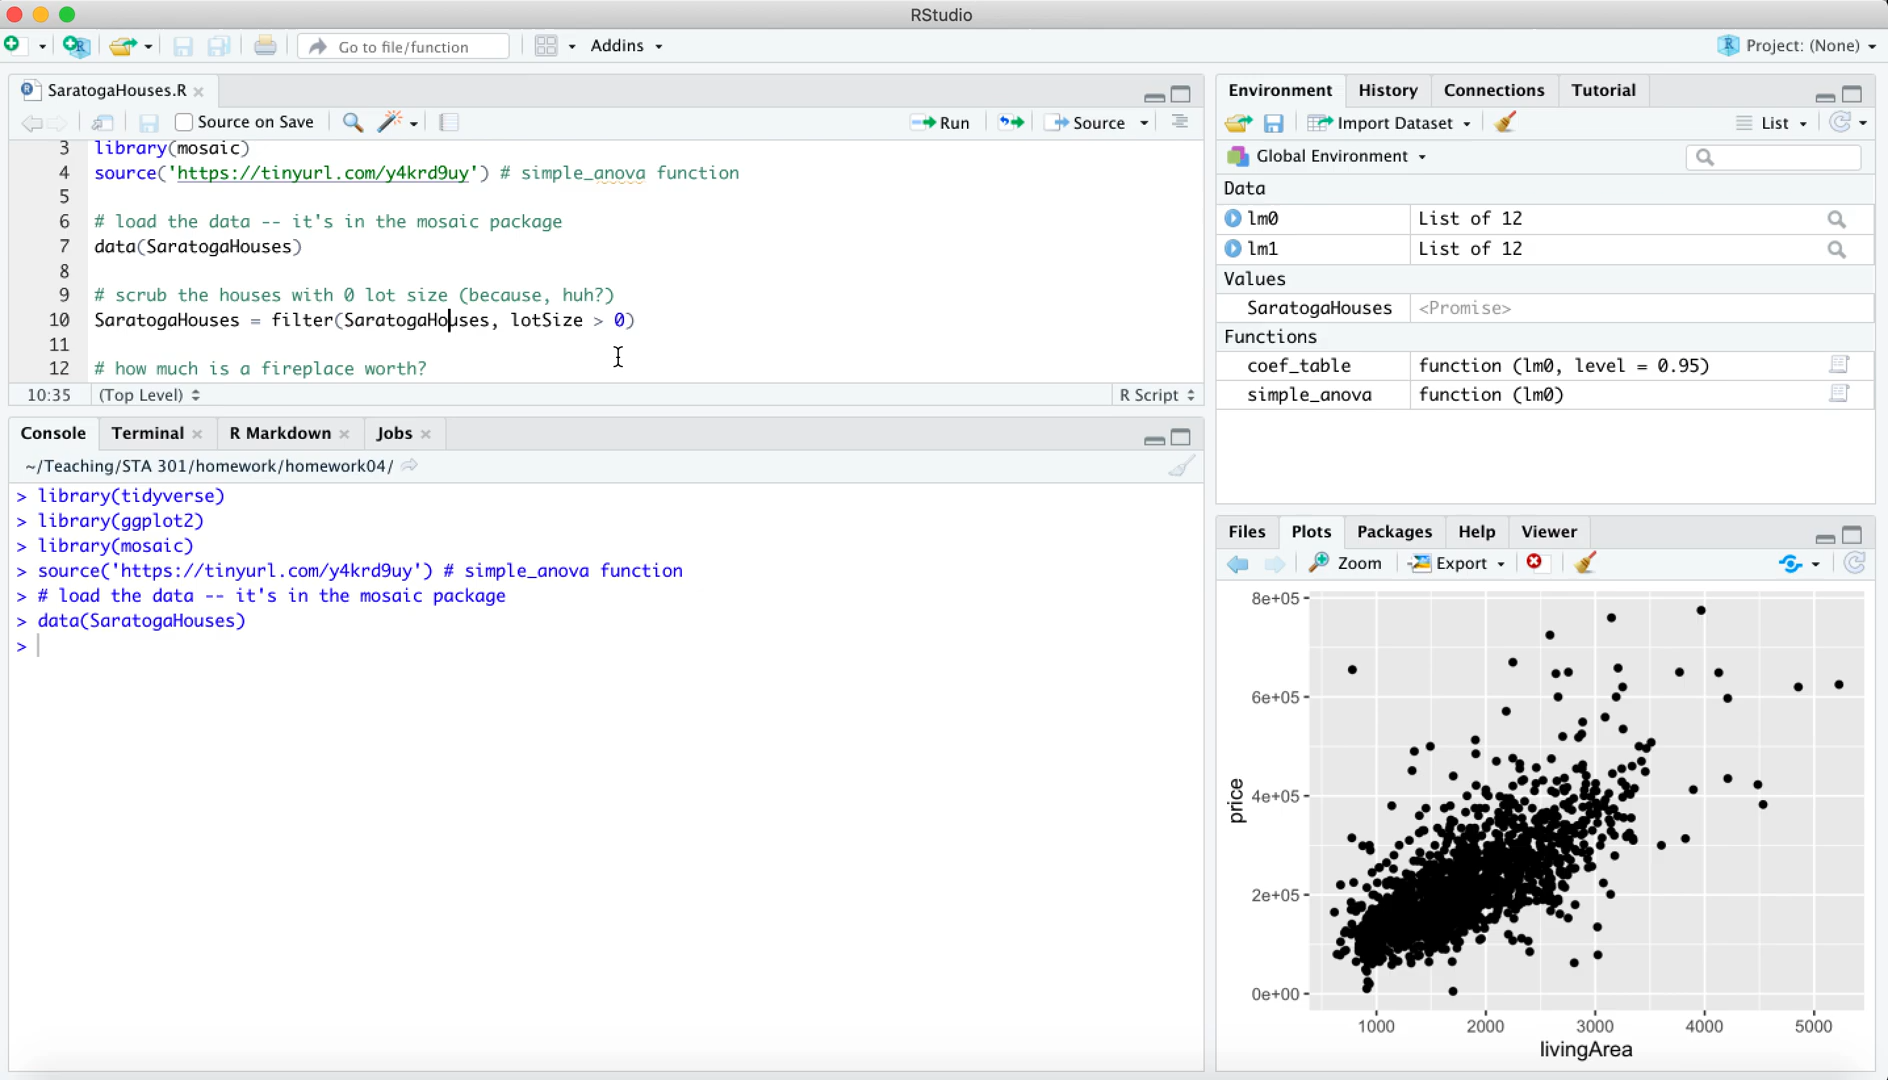 RStudio
Go to file/function
Addins
Project: (None)
SaratogaHouses.R
Source on Save
Run
Source
3 library(mosaic)
4 source('https://tinyurl.com/y4krd9uy') # simple_anova function
5
6 # load the data -- it's in the mosaic package
7 data(SaratogaHouses)
8
9 # scrub the houses with 0 lot size (because, huh?)
10 SaratogaHouses = filter(SaratogaHouses, lotSize > 0)
11
12 # how much is a fireplace worth?
10:35 (Top Level) R Script
Console Terminal R Markdown Jobs
~/Teaching/STA 301/homework/homework04/
> library(tidyverse)
> library(ggplot2)
> library(mosaic)
> source('https://tinyurl.com/y4krd9uy') # simple_anova function
> # load the data -- it's in the mosaic package
> data(SaratogaHouses)
>
Environment History Connections Tutorial
Import Dataset List
Global Environment
Data
lm0 List of 12
lm1 List of 12
Values
SaratogaHouses <Promise>
Functions
coef_table function (lm0, level = 0.95)
simple_anova function (lm0)
Files Plots Packages Help Viewer
Zoom Export
8e+05
6e+05
4e+05
2e+05
0e+00
price
1000 2000 3000 4000 5000
livingArea